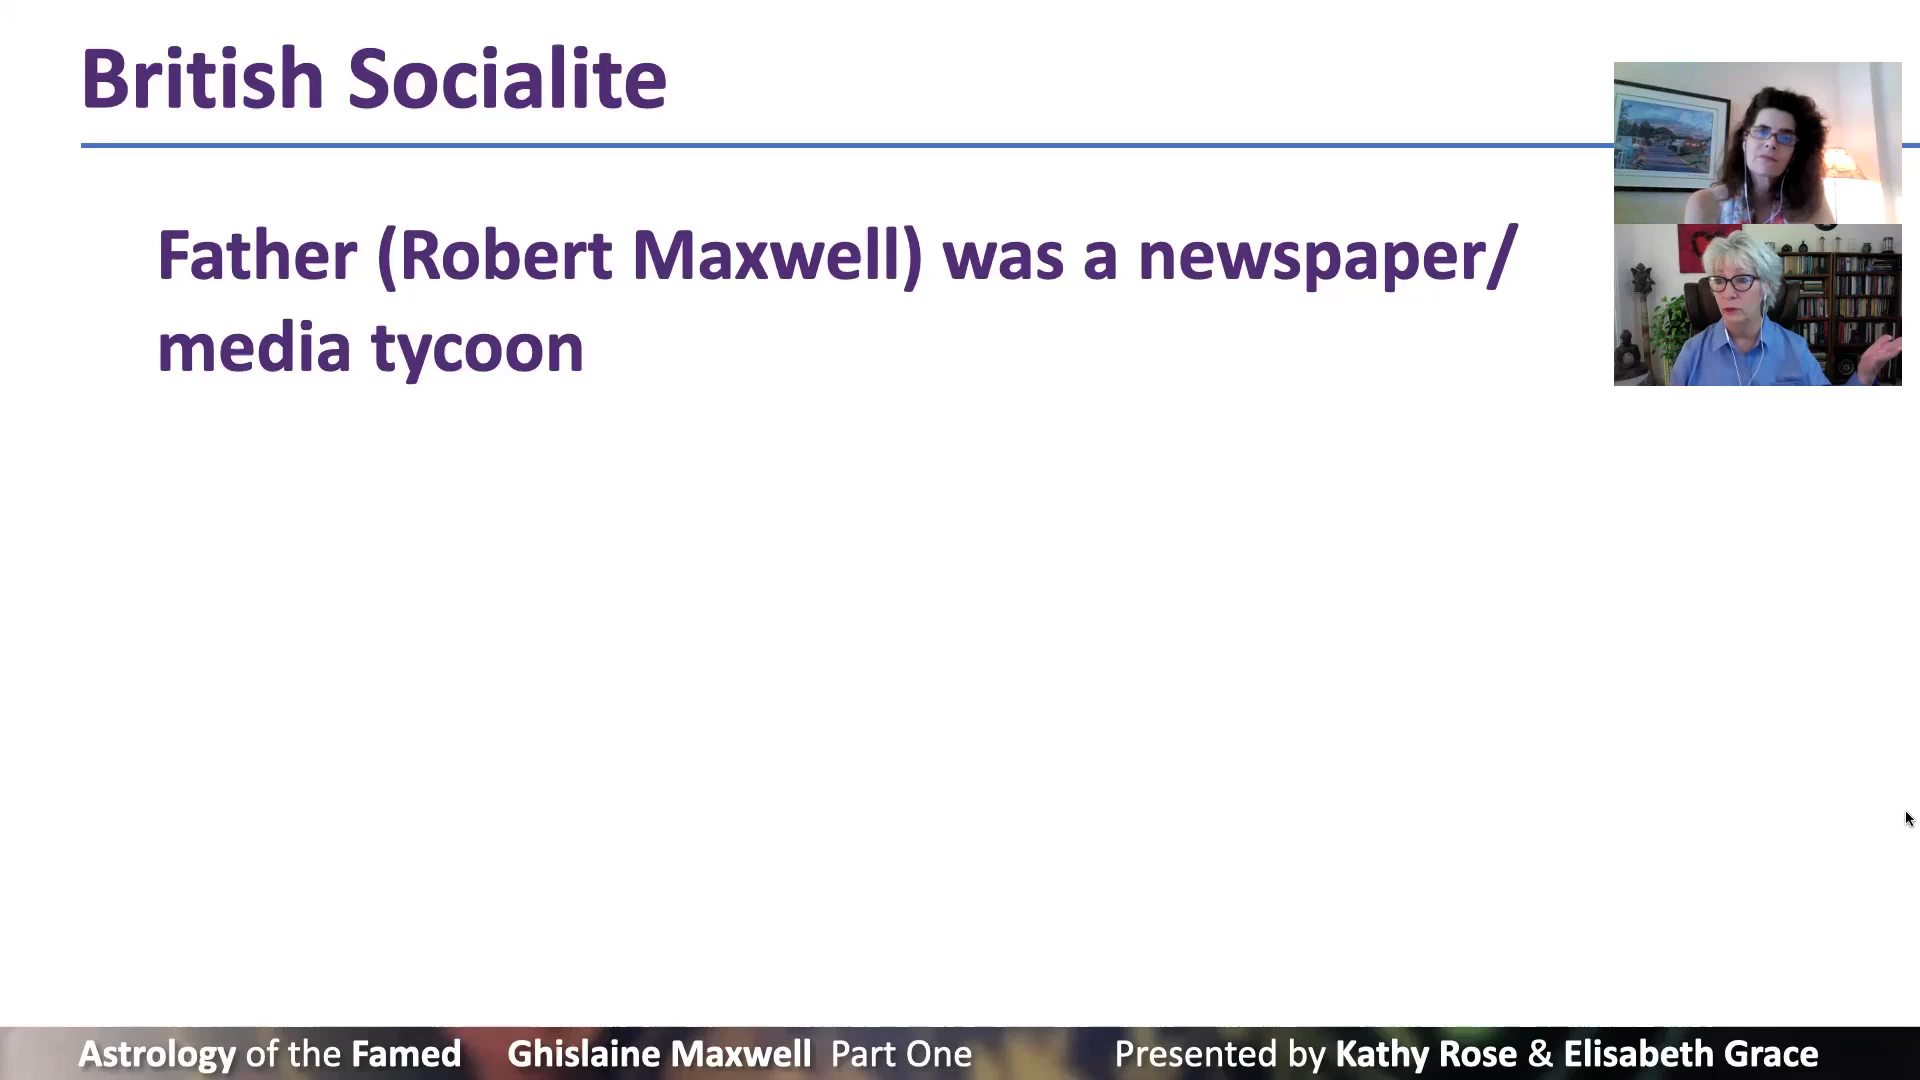 British Socialite
Father (Robert Maxwell) was a newspaper/
media tycoon
Astrology of the Famed Ghislaine Maxwell Part One Presented by Kathy Rose & Elisabeth Grace